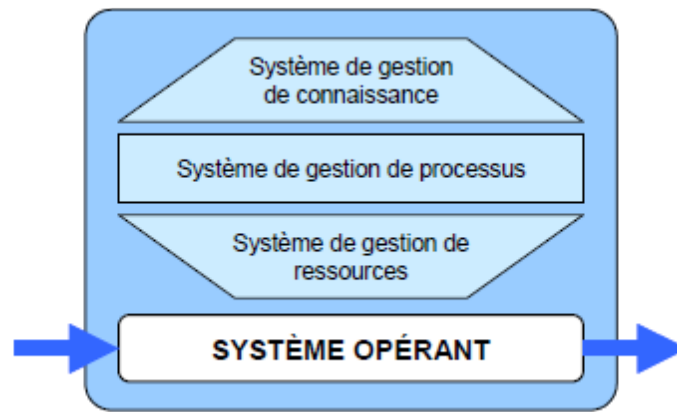 Système de gestion
de connaissance
Système de gestion de processus
Système de gestion de
ressources
SYSTÈME OPÉRANT